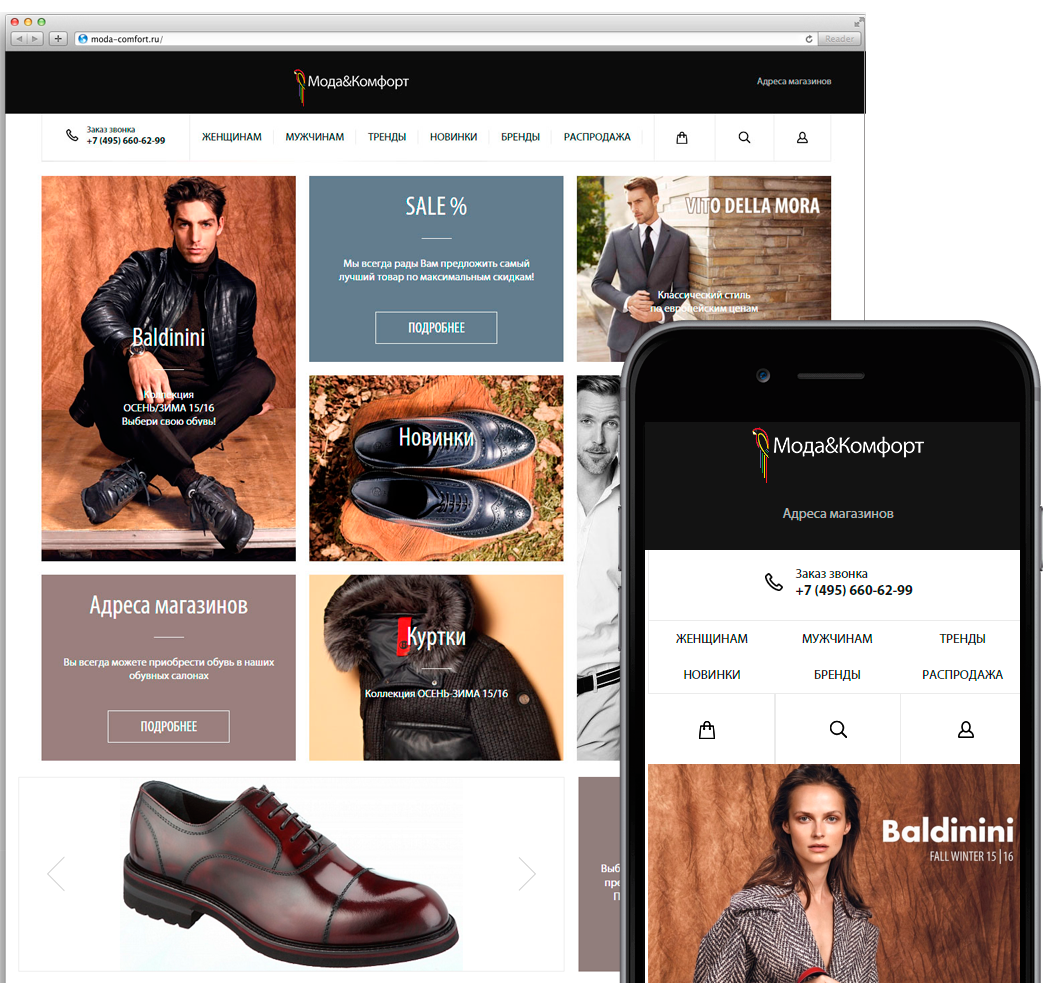 moda-comfort.ru/
Reader
Мода&Комфорт
Адреса магазинов
Заказ звонка
+7 (495) 660-62-99
ЖЕНЩИНАМ
МУЖЧИНАМ
ТРЕНДЫ
НОВИНКИ
БРЕНДЫ
РАСПРОДАЖА
Baldinini
Коллекция
ОСЕНЬ/ЗИМА 15/16
Выбери свою обувь!
SALE %
Мы всегда рады Вам предложить самый
лучший товар по максимальным скидкам!
ПОДРОБНЕЕ
VITO DELLA MORA
Классический стиль
по европейским ценам
Новинки
Адреса магазинов
Вы всегда можете приобрести обувь в наших
обувных салонах
ПОДРОБНЕЕ
Куртки
Коллекция ОСЕНЬ-ЗИМА 15/16
Мода&Комфорт
Адреса магазинов
Заказ звонка
+7 (495) 660-62-99
ЖЕНЩИНАМ
МУЖЧИНАМ
ТРЕНДЫ
НОВИНКИ
БРЕНДЫ
РАСПРОДАЖА
Baldinini
FALL WINTER 15 | 16